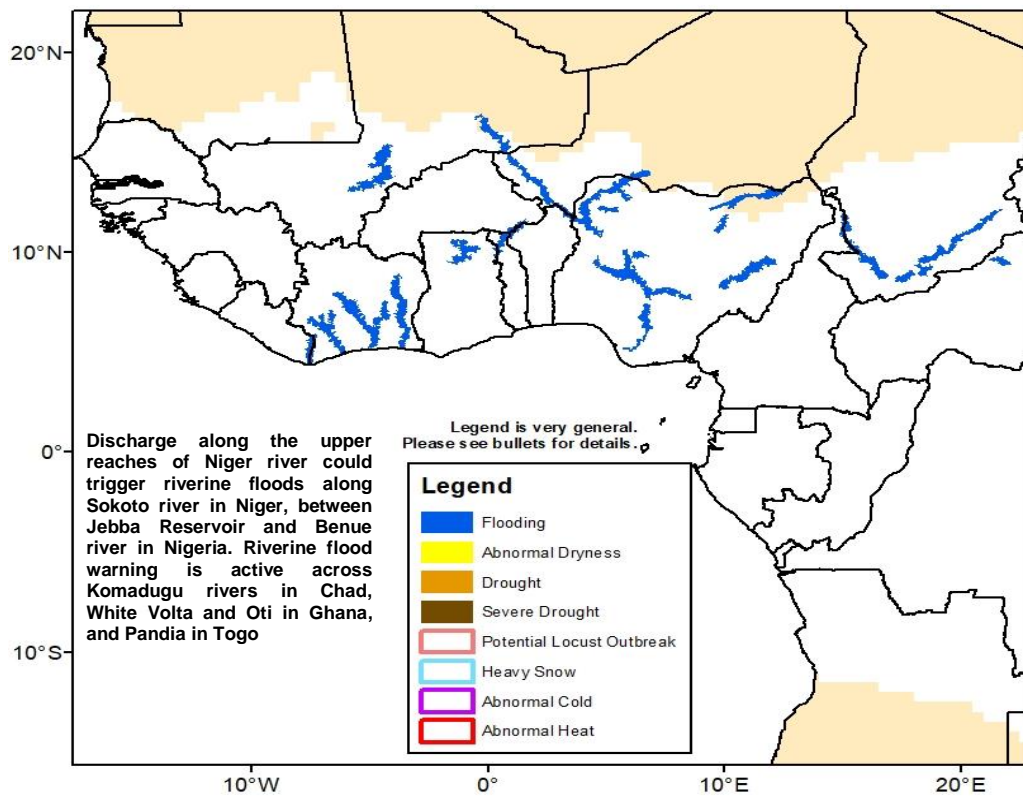 20°N
10°N
0°
10°S
Discharge along the upper
reaches of Niger river could
trigger riverine floods along
Sokoto river in Niger, between
Jebba Reservoir and Benue
river in Nigeria. Riverine flood
warning is active across
Komadugu rivers in Chad,
White Volta and Oti in Ghana,
and Pandia in Togo
Legend is very general.
Please see bullets for details.
Legend
Flooding
Abnormal Dryness
Drought
Severe Drought
Potential Locust Outbreak
Heavy Snow
Abnormal Cold
Abnormal Heat
10°W
0°
10°E
20°E